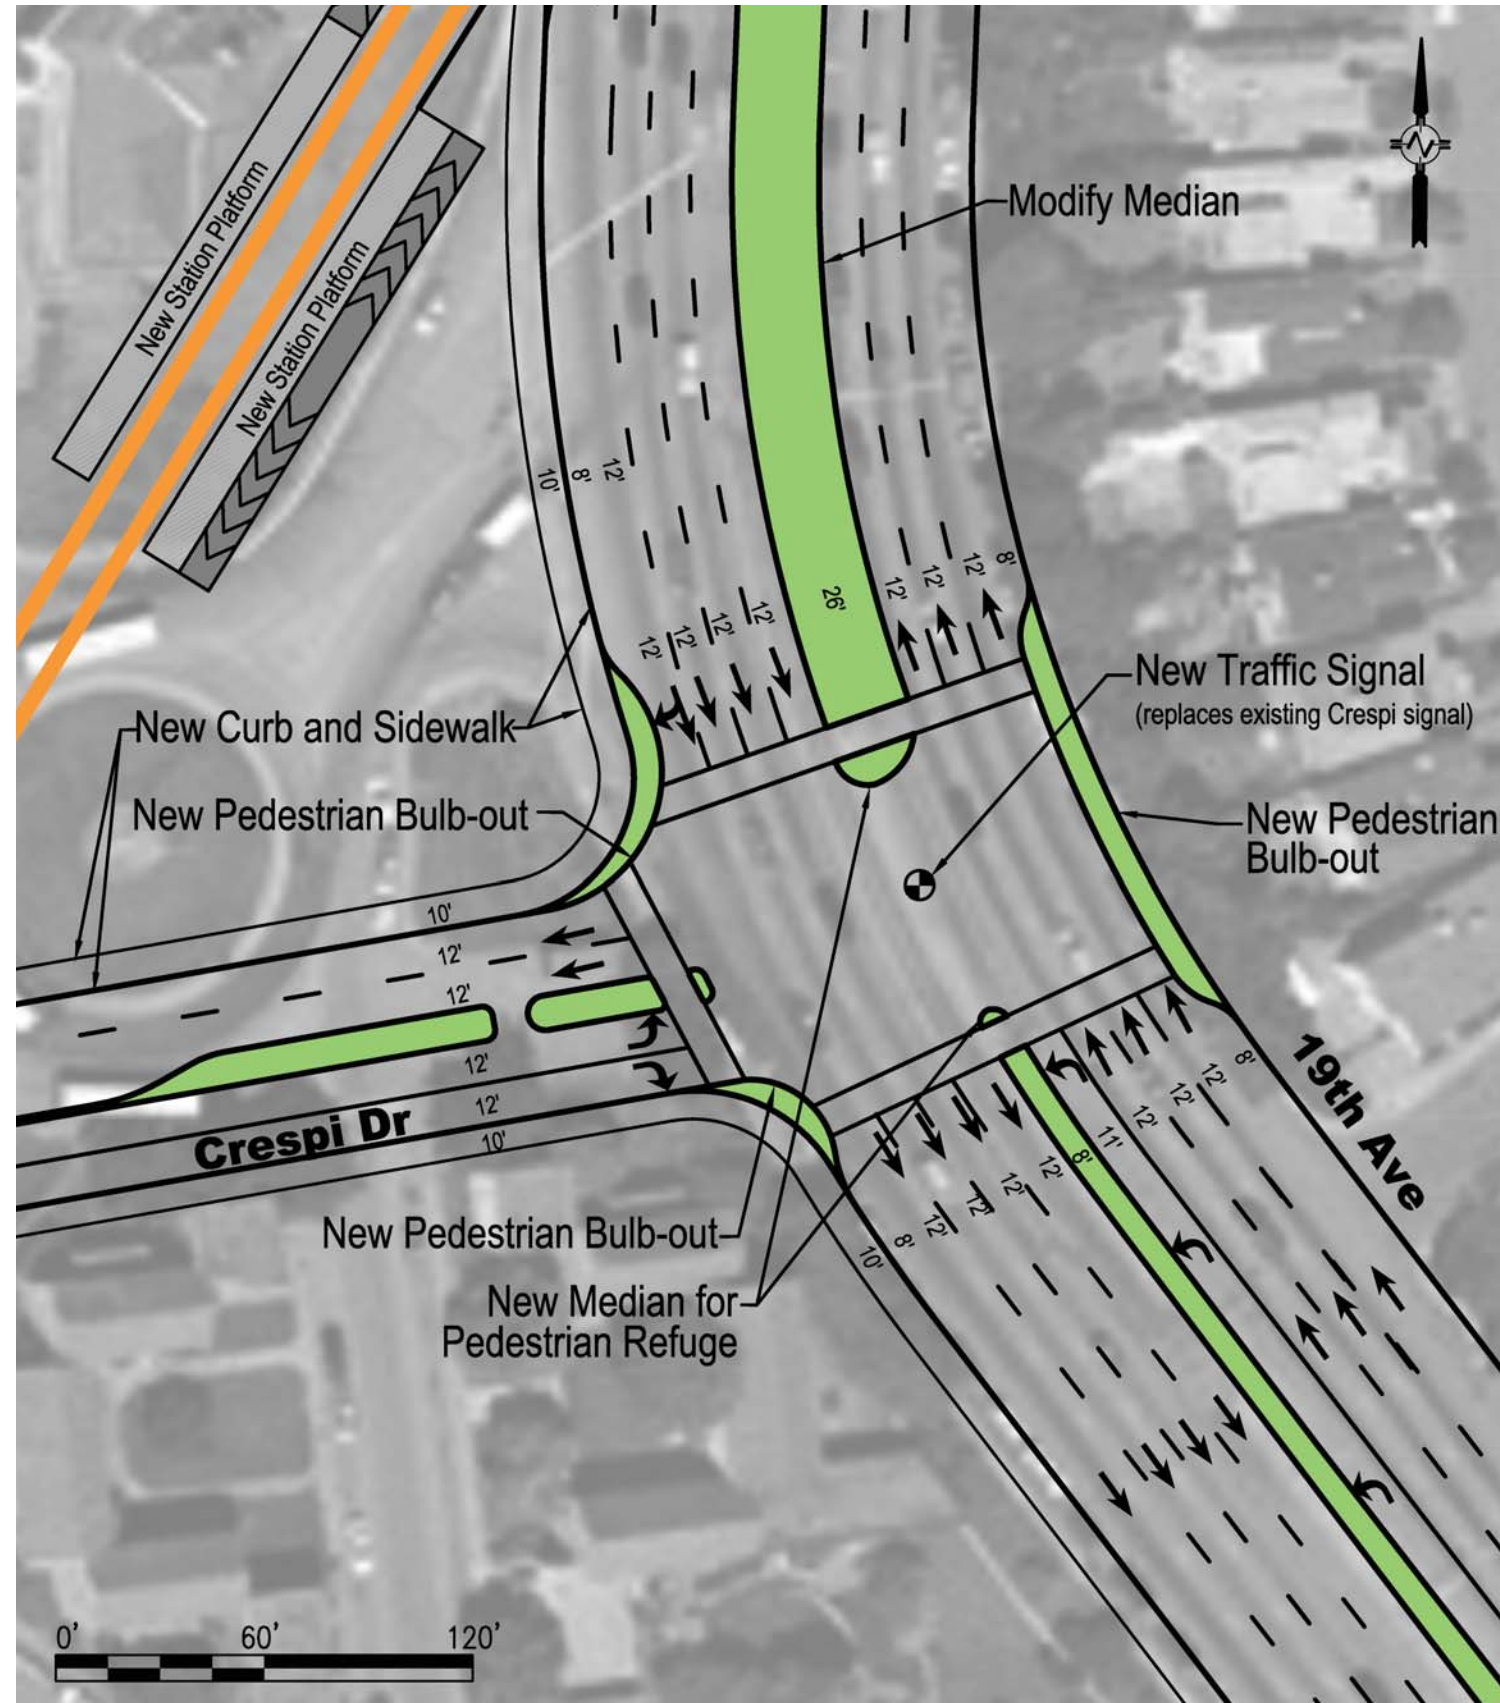 New Station Platform
New Station Platform
N
Modify Median
10' 8' 12'
26'
12' 12' 12' 8'
12' 12' 12' 12'
New Traffic Signal
(replaces existing Crespi signal)
New Curb and Sidewalk
New Pedestrian Bulb-out
New Pedestrian
Bulb-out
10'
12'
12'
12'
12'
10'
Crespi Dr
19th Ave
8'
12'
12'
12'
11'
8'
12'
12'
12'
12'
8'
10'
New Pedestrian Bulb-out
New Median for
Pedestrian Refuge
0' 60' 120'